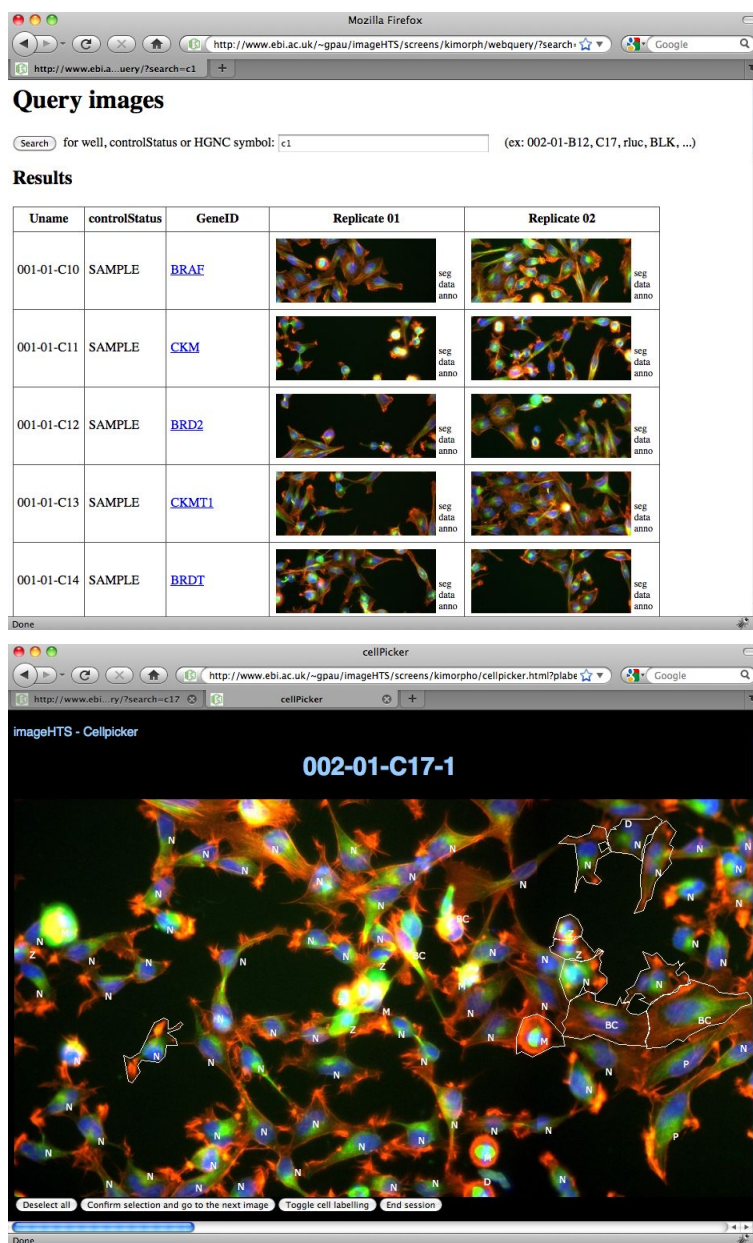 Mozilla Firefox
http://www.ebi.ac.uk/~gpau/imageHTS/screens/kimorph/webquery/?search=
Google
http://www.ebi.a...uery/?search=c1
+
Query images
Search for well, controlStatus or HGNC symbol: c1 (ex: 002-01-B12, C17, rluc, BLK, ...)
Results
Uname controlStatus GeneID Replicate 01 Replicate 02
001-01-C10 SAMPLE BRAF seg data anno seg data anno
001-01-C11 SAMPLE CKM seg data anno seg data anno
001-01-C12 SAMPLE BRD2 seg data anno seg data anno
001-01-C13 SAMPLE CKMT1 seg data anno seg data anno
001-01-C14 SAMPLE BRDT seg data anno seg data anno
Done
cellPicker
http://www.ebi.ac.uk/~gpau/imageHTS/screens/kimorpho/cellpicker.html?plabe
Google
http://www.ebi...ry/?search=c17
cellPicker
+
imageHTS - Cellpicker
002-01-C17-1
D
N N N N N N
N N N N N
N N BC Z
N Z N N BC Z Z N N
N N M M N
N Z BC BC
N N N N M N N
N N P
N N N P
N N N
D N
Deselect all Confirm selection and go to the next image Toggle cell labelling End session
Done